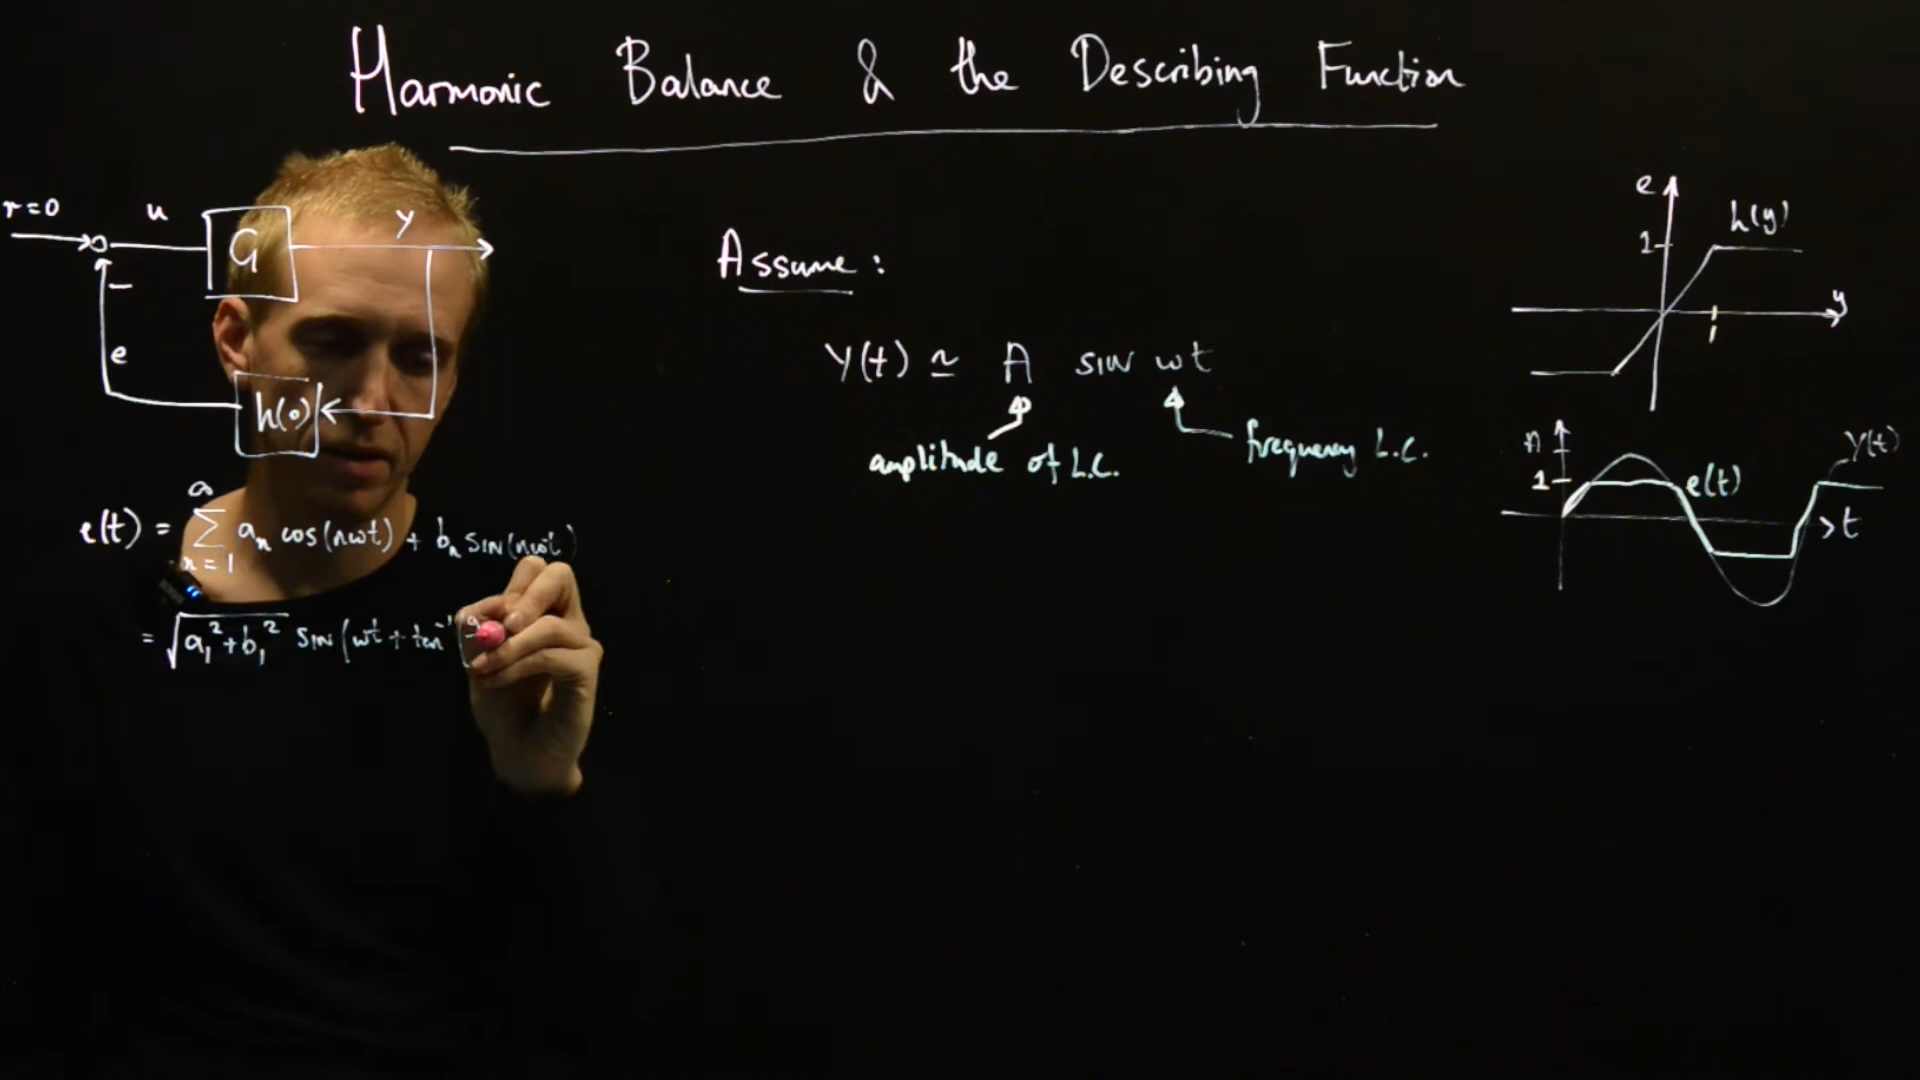 Harmonic Balance & the Describing Function
r=0 u G y
−
e
h(0)
Assume :
Y(t) ≃ A sin ωt
amplitude of L.C.
frequency L.C.
e(t) = Σ aₙ cos(nωt) + bₙ sin(nωt)
n=1
= √(a₁² + b₁²) sin(ωt + tan⁻¹(
e
h(y)
1
y
1
A
1
e(t)
Y(t)
t